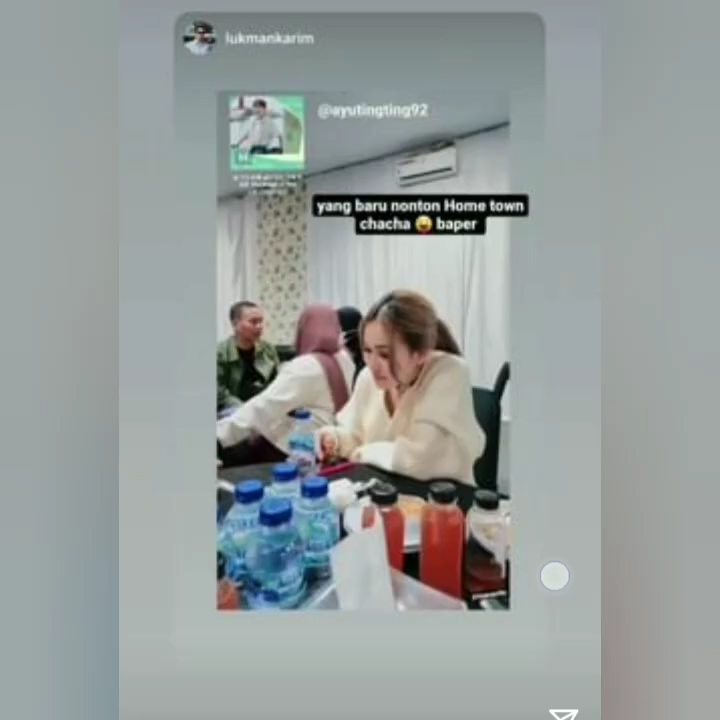 lukmankarim
@ayutingting92
yang baru nonton Home town
chacha 😜 baper